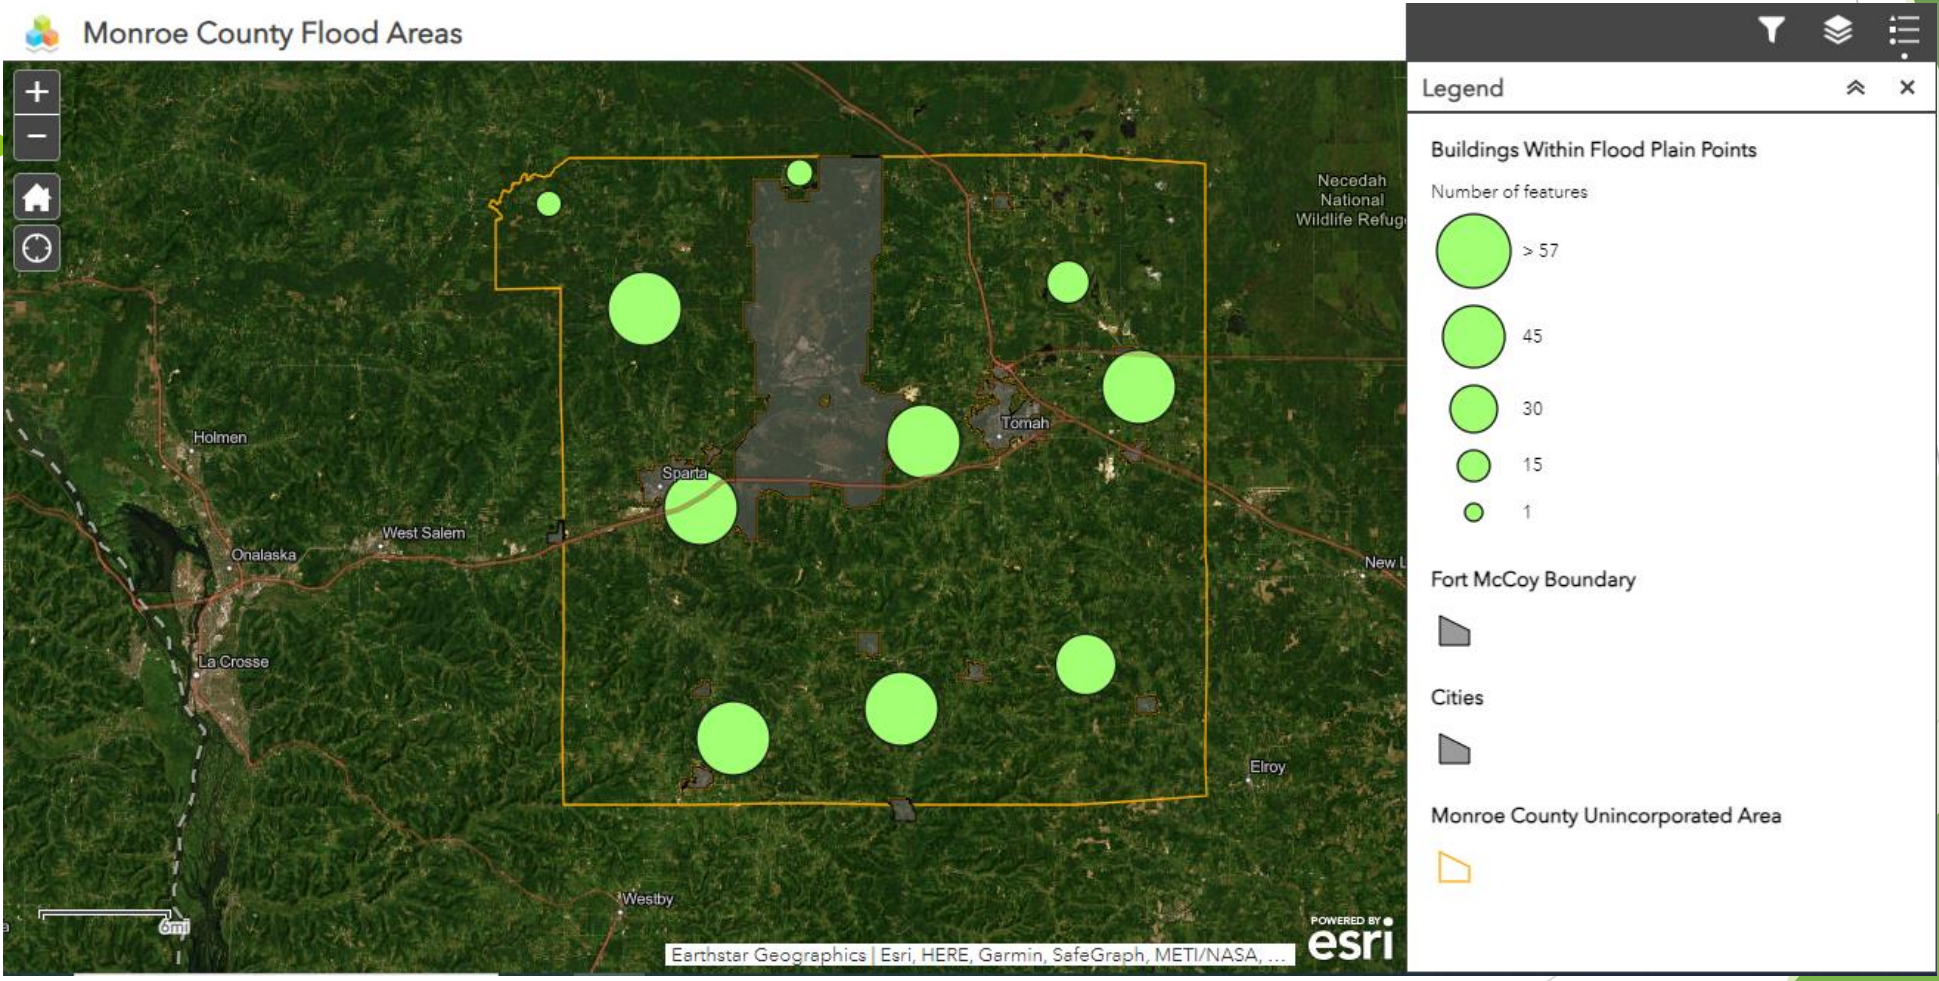 Monroe County Flood Areas
+
−
Legend
Buildings Within Flood Plain Points
Number of features
> 57
45
30
15
1
Fort McCoy Boundary
Cities
Monroe County Unincorporated Area
Necedah
National
Wildlife Refug
Holmen
Tomah
Sparta
West Salem
Onalaska
New L
La Crosse
Elroy
Westby
6mi
a
POWERED BY
esri
Earthstar Geographics | Esri, HERE, Garmin, SafeGraph, METI/NASA, ...